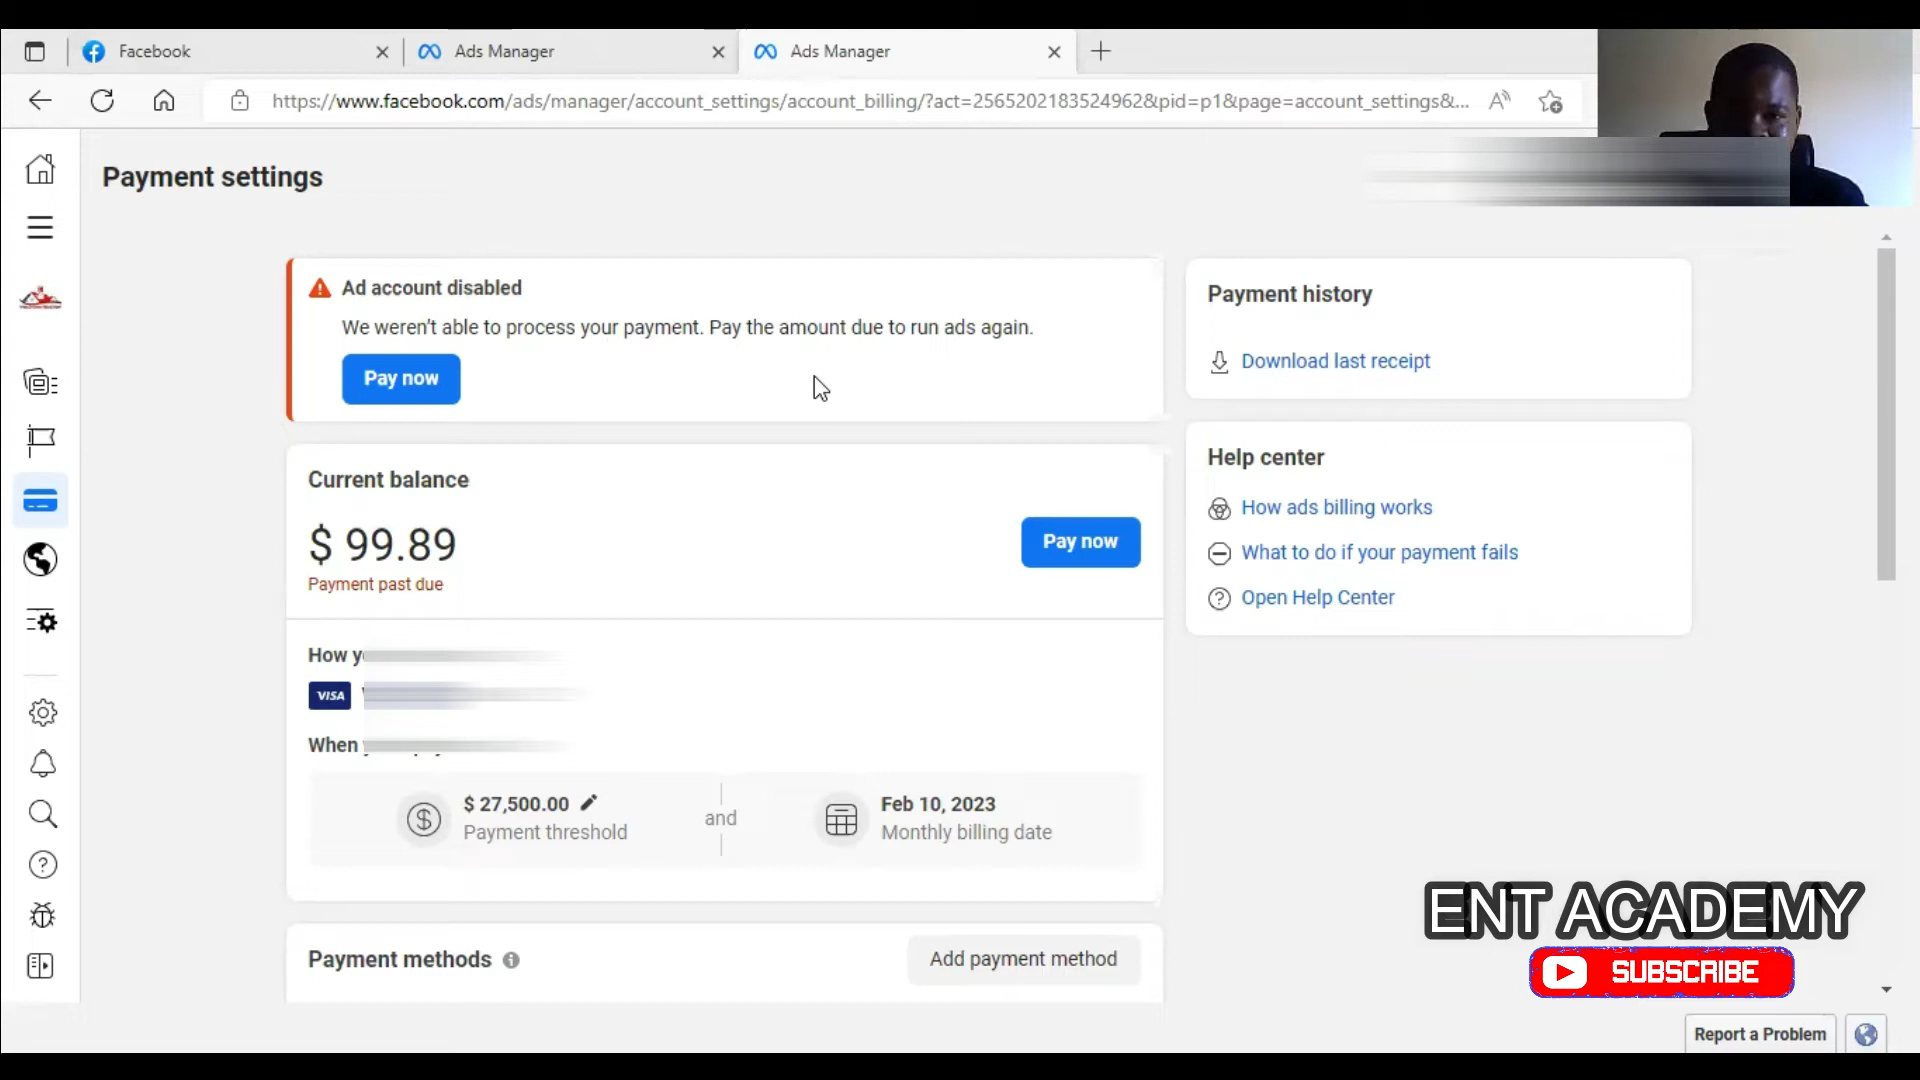 Facebook
Ads Manager
Ads Manager
https://www.facebook.com/ads/manager/account_settings/account_billing/?act=2565202183524962&pid=p1&page=account_settings&...
Payment settings
Ad account disabled
We weren't able to process your payment. Pay the amount due to run ads again.
Pay now
Payment history
Download last receipt
Current balance
$ 99.89
Payment past due
Pay now
Help center
How ads billing works
What to do if your payment fails
Open Help Center
How
VISA
When
$ 27,500.00
Payment threshold
and
Feb 10, 2023
Monthly billing date
Payment methods
Add payment method
ENT ACADEMY
SUBSCRIBE
Report a Problem